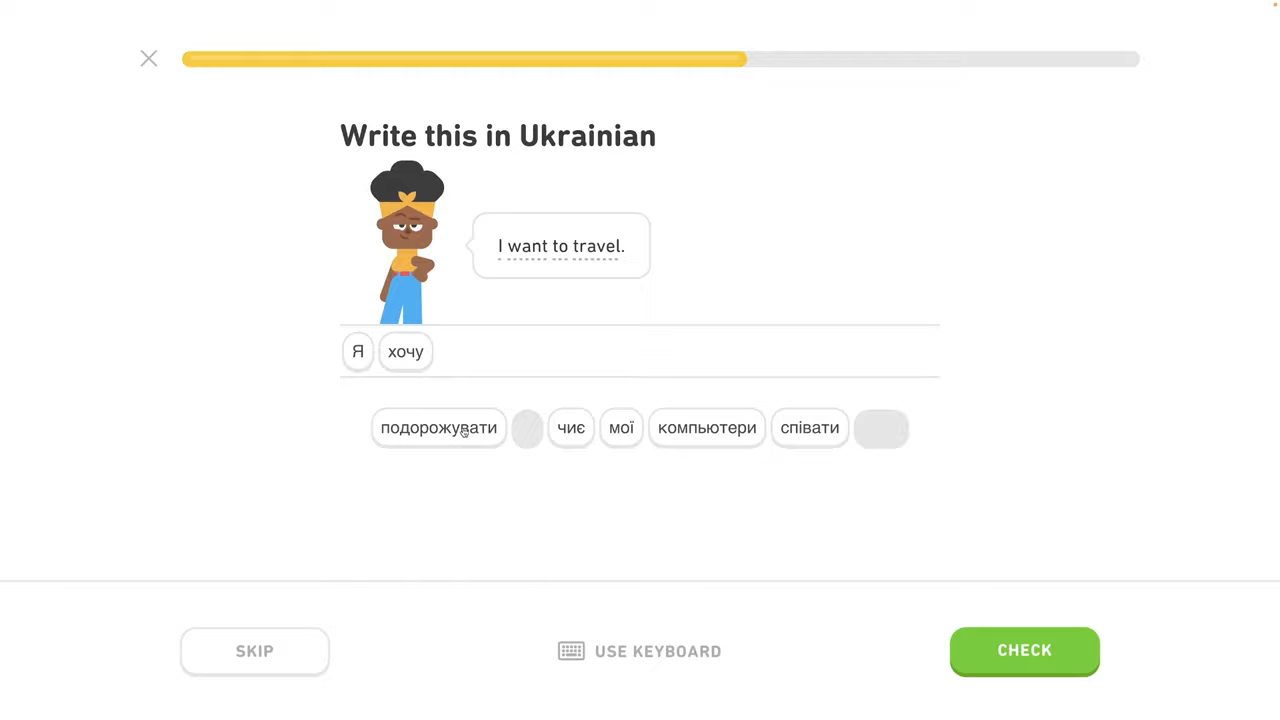 Write this in Ukrainian
I want to travel.
Я хочу
подорожувати чиє мої компьютери співати
SKIP USE KEYBOARD CHECK